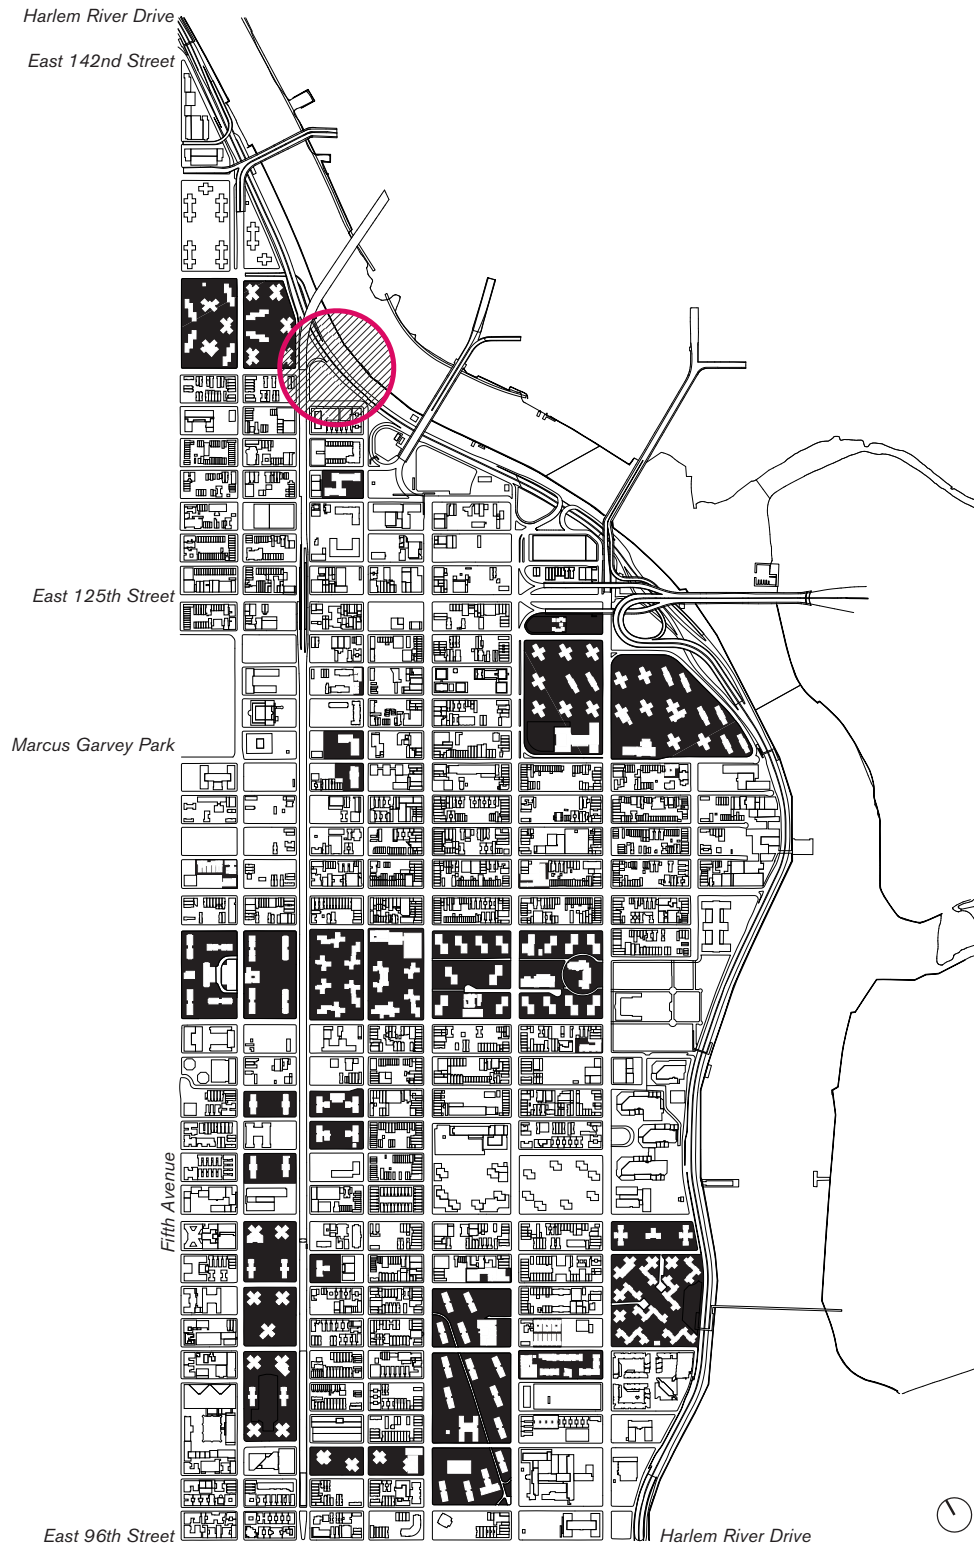 Harlem River Drive
East 142nd Street
East 125th Street
Marcus Garvey Park
Fifth Avenue
East 96th Street
Harlem River Drive